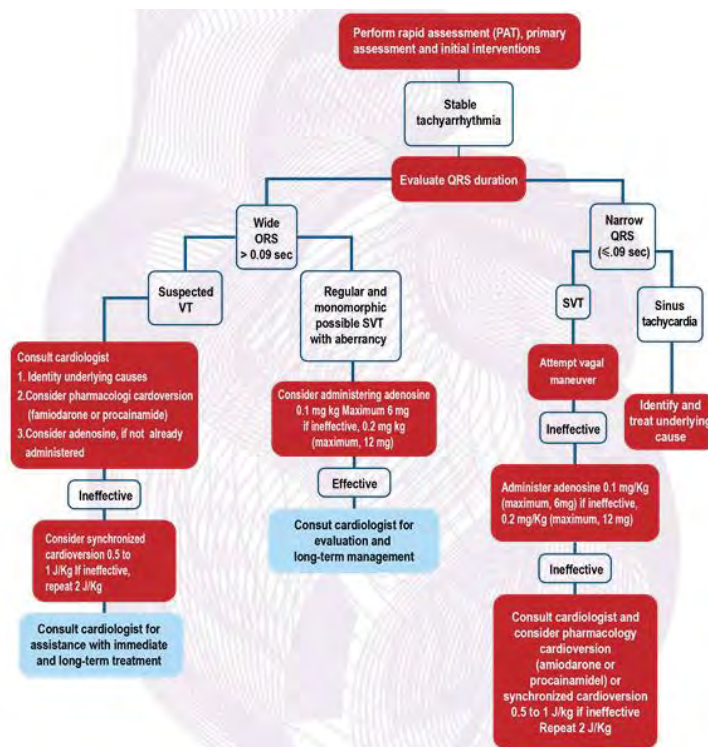 Perform rapid assessment (PAT), primary
assessment and initial interventions
Stable
tachyarrhythmia
Evaluate QRS duration
Wide
ORS
> 0.09 sec
Narrow
QRS
(⩽.09 sec)
Suspected
VT
Regular and
monomorphic
possible SVT
with aberrancy
SVT
Sinus
tachycardia
Consult cardiologist
1. Identity underlying causes
2.Consider pharmacologi cardoversion
(amiodarone or procainamide)
3.Consider adenosine, if not already
administered
Consider administering adenosine
0.1 mg kg Maximum 6 mg
if ineffective, 0.2 mg kg
(maximum, 12 mg)
Attempt vagal
maneuver
Identify and
treat underlying
cause
Ineffective
Effective
Ineffective
Consider synchronized
cardioversion 0.5 to
1 J/Kg If ineffective,
repeat 2 J/Kg
Consut cardiologist for
evaluation and
long-term management
Administer adenosine 0.1 mg/Kg
(maximum, 6mg) if ineffective,
0.2 mg/Kg (maximum, 12 mg)
Consult cardiologist for
assistance with immediate
and long-term treatment
Ineffective
Consult cardiologist and
consider pharmacology
cardioversion
(amiodarone or
procainamidel) or
synchronized cardioversion
0.5 to 1 J/kg if ineffective
Repeat 2 J/Kg